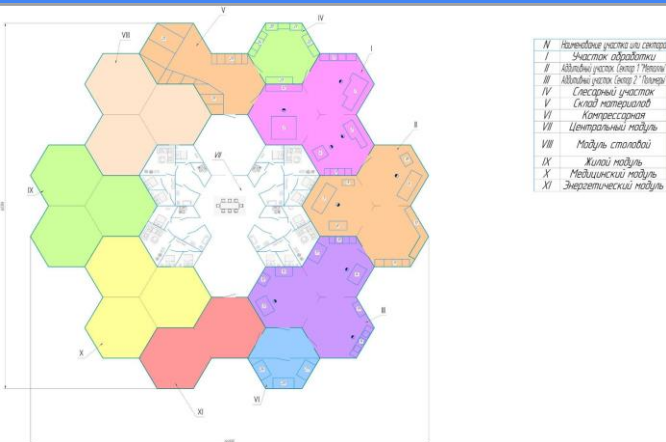 V
IV
VIII
I
N Наименование участка или сектора
I Участок обработки
II Аддитивный участок Сектор 1 "Металлы"
III Аддитивный участок Сектор 2 "Полимеры
IV Слесарный участок
V Склад материалов
VI Компрессорная
VII Центральный модуль
VIII Модуль столовой
IX Жилой модуль
X Медицинский модуль
XI Энергетический модуль
II
VII
IX
III
X
VI
XI